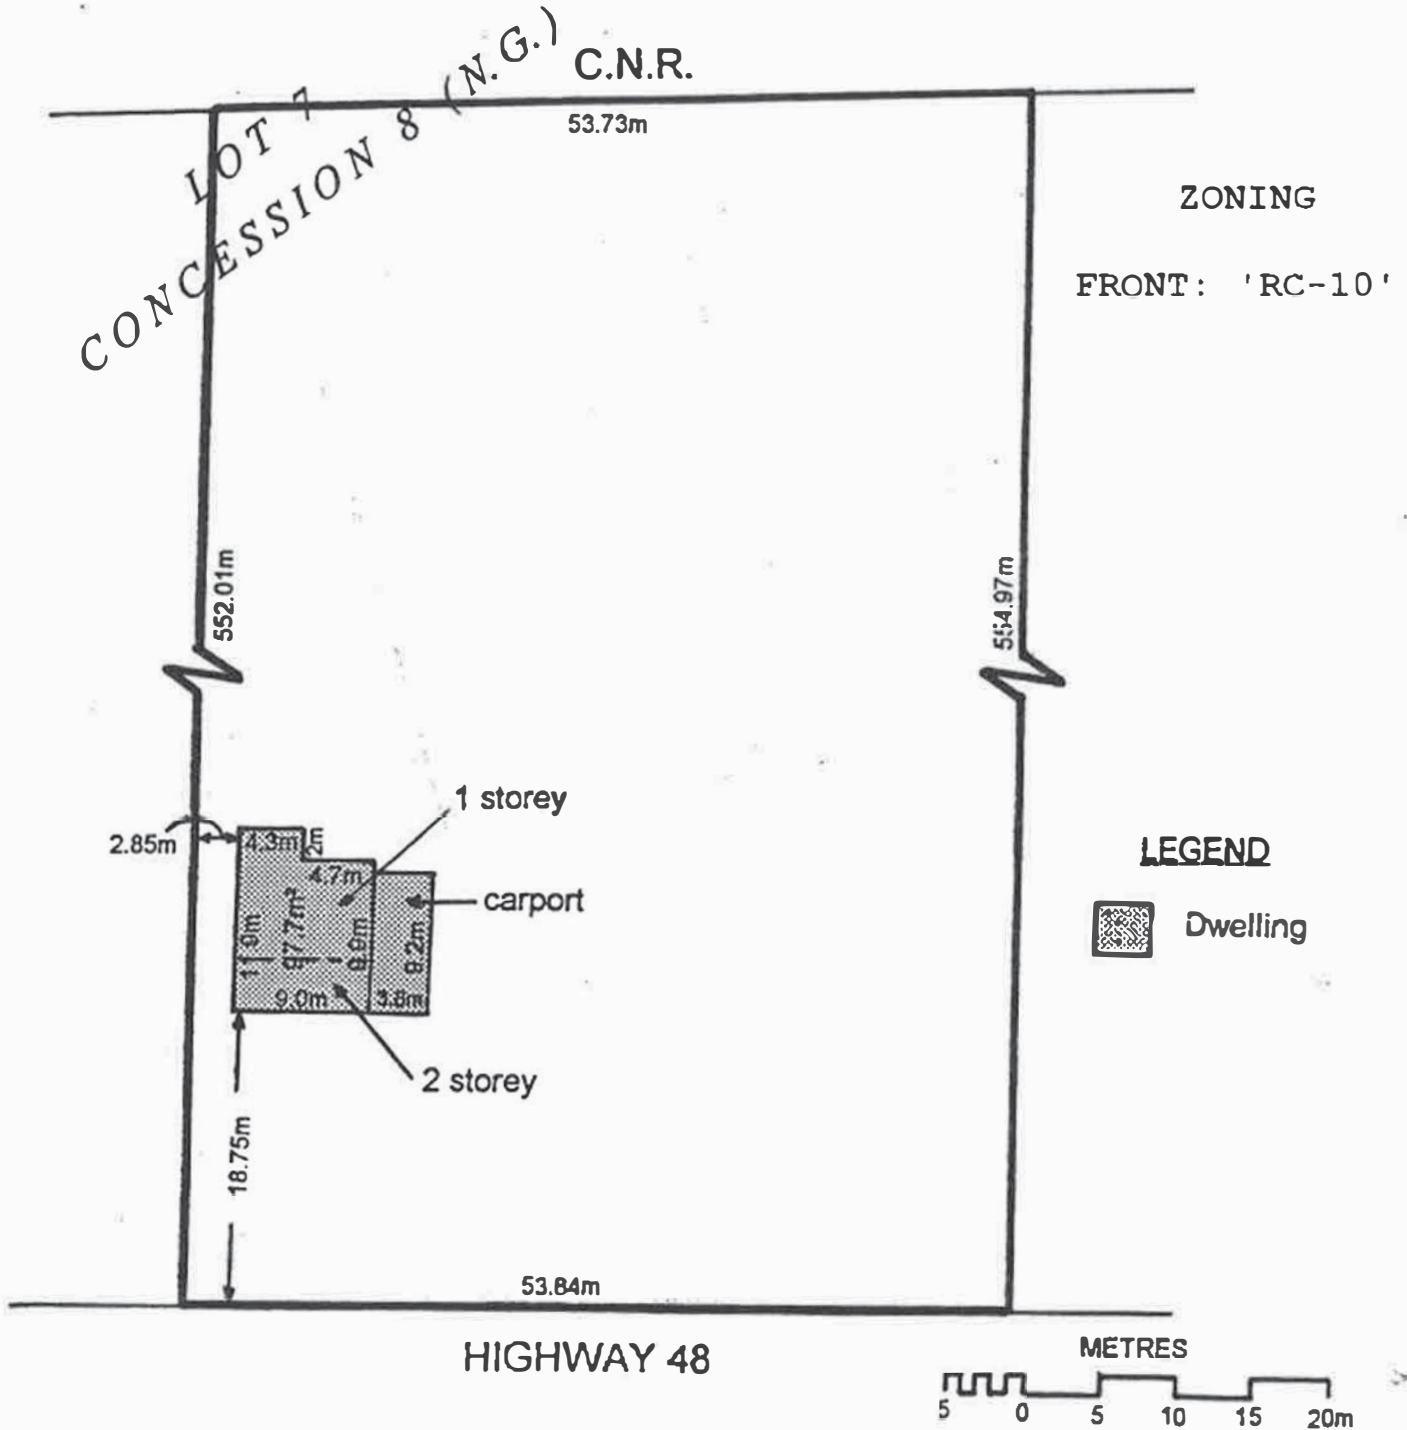 C.N.R.
53.73m
LOT 7
CONCESSION 8 (N.G.)
ZONING
FRONT: 'RC-10'
552.01m
554.97m
1 storey
2.85m
4.3m
2m
4.7m
carport
11.9m
97.7m²
9.9m
9.2m
9.0m
3.8m
2 storey
18.75m
LEGEND
Dwelling
53.84m
HIGHWAY 48
METRES
5 0 5 10 15 20m